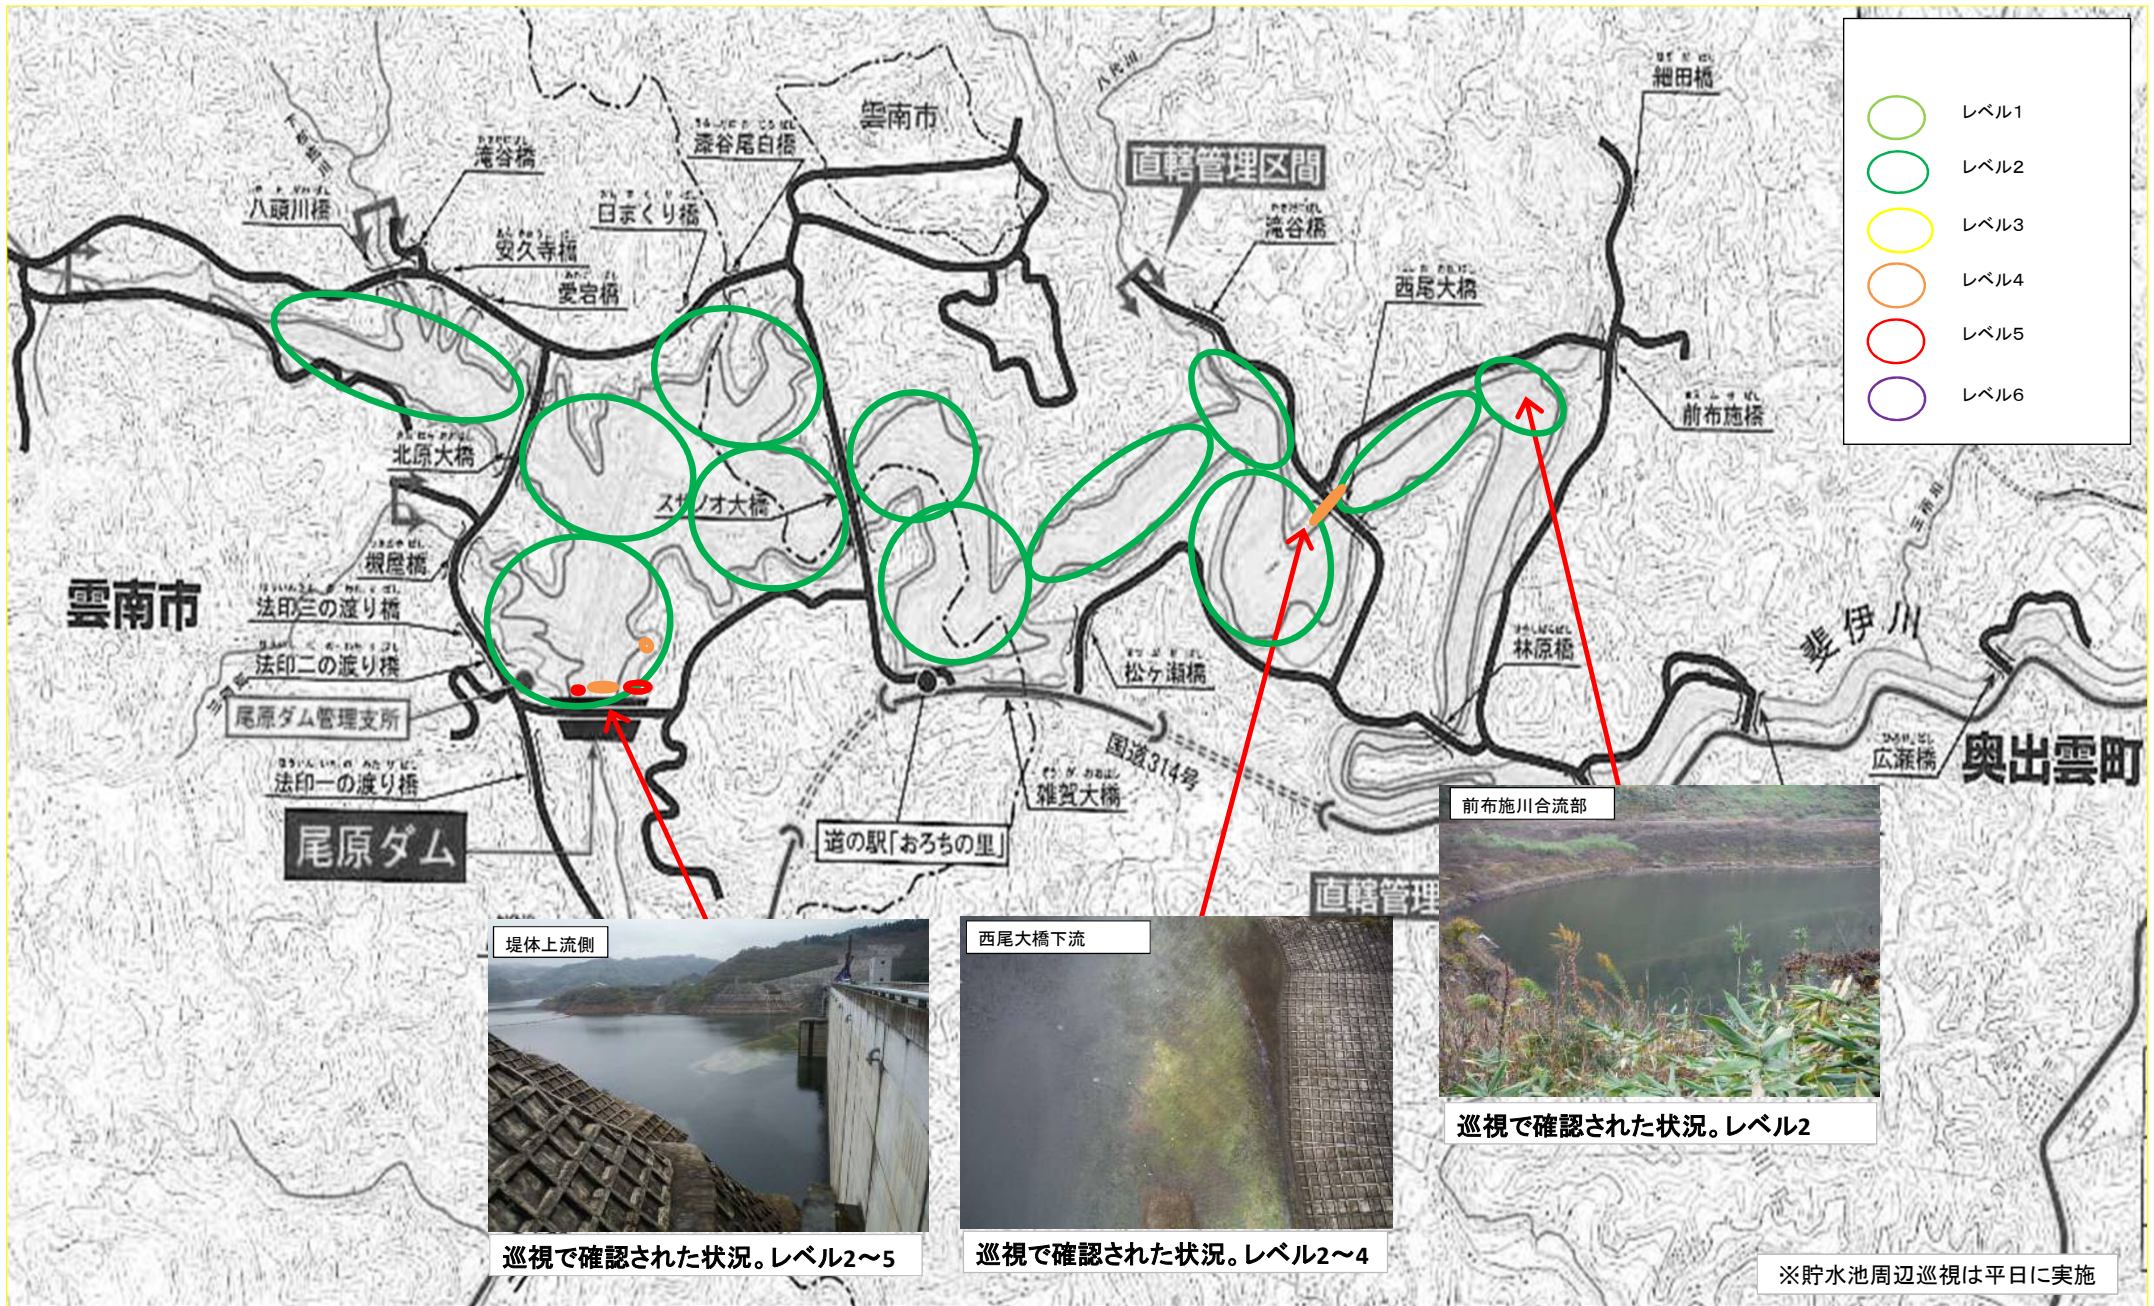 レベル1
レベル2
レベル3
レベル4
レベル5
レベル6
細田橋
雲南市
八代川
滝谷橋
漆谷尾白橋
直轄管理区間
八頭川橋
日まくり橋
滝谷橋
安久寺橋
愛宕橋
西尾大橋
前布施橋
北原大橋
スサノオ大橋
槻屋橋
雲南市
法印三の渡り橋
法印二の渡り橋
尾原ダム管理支所
法印一の渡り橋
尾原ダム
松ヶ瀬橋
林原橋
斐伊川
広瀬橋
奥出雲町
国道314号
雑賀大橋
道の駅「おろちの里」
直轄管理
前布施川合流部
巡視で確認された状況。レベル2
堤体上流側
巡視で確認された状況。レベル2～5
西尾大橋下流
巡視で確認された状況。レベル2～4
※貯水池周辺巡視は平日に実施